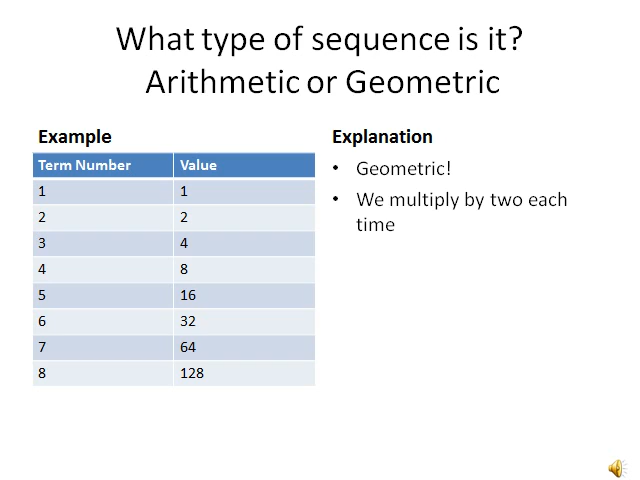 What type of sequence is it?
Arithmetic or Geometric
Example
Term Number Value
1 1
2 2
3 4
4 8
5 16
6 32
7 64
8 128
Explanation
• Geometric!
• We multiply by two each
time